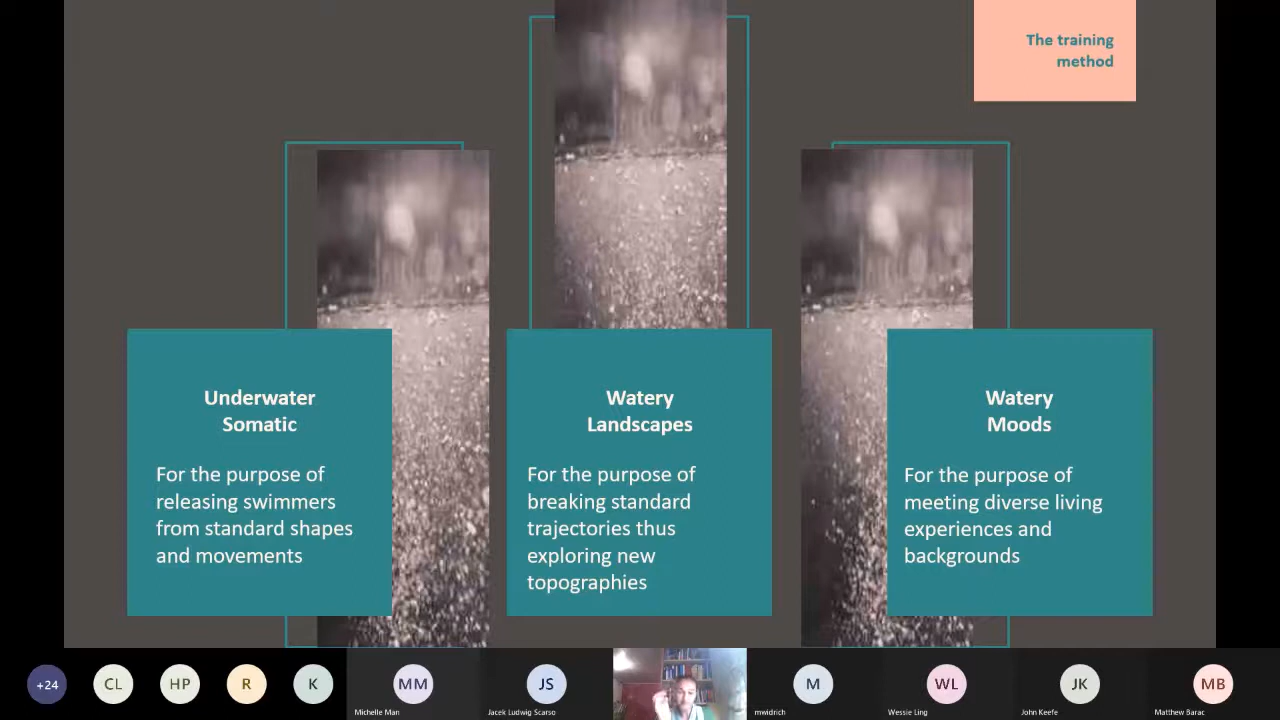 The training
method
Underwater
Somatic
For the purpose of
releasing swimmers
from standard shapes
and movements
Watery
Landscapes
For the purpose of
breaking standard
trajectories thus
exploring new
topographies
Watery
Moods
For the purpose of
meeting diverse living
experiences and
backgrounds
+24
CL
HP
R
K
MM
JS
M
WL
JK
MB
Michelle Man
Jacek Ludwig Scarso
mwidrich
Wessie Ling
John Keefe
Matthew Barac